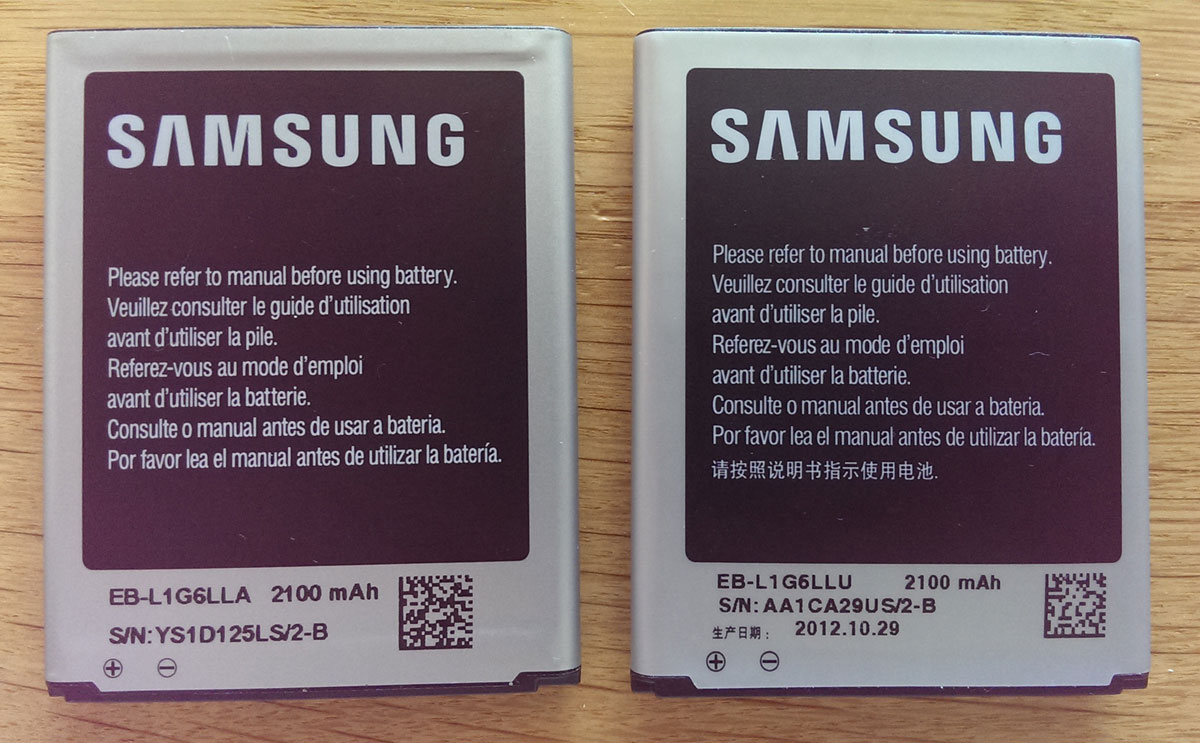 SAMSUNG
Please refer to manual before using battery.
Veuillez consulter le guide d'utilisation
avant d'utiliser la pile.
Referez-vous au mode d'emploi
avant d'utiliser la batterie.
Consulte o manual antes de usar a bateria.
Por favor lea el manual antes de utilizar la batería.
EB-L1G6LLA 2100 mAh
S/N:YS1D125LS/2-B
SAMSUNG
Please refer to manual before using battery.
Veuillez consulter le guide d'utilisation
avant d'utiliser la pile.
Referez-vous au mode d'emploi
avant d'utiliser la batterie.
Consulte o manual antes de usar a bateria.
Por favor lea el manual antes de utilizar la batería.
请按照说明书指示使用电池.
EB-L1G6LLU 2100 mAh
S/N:AA1CA29US/2-B
生产日期: 2012.10.29